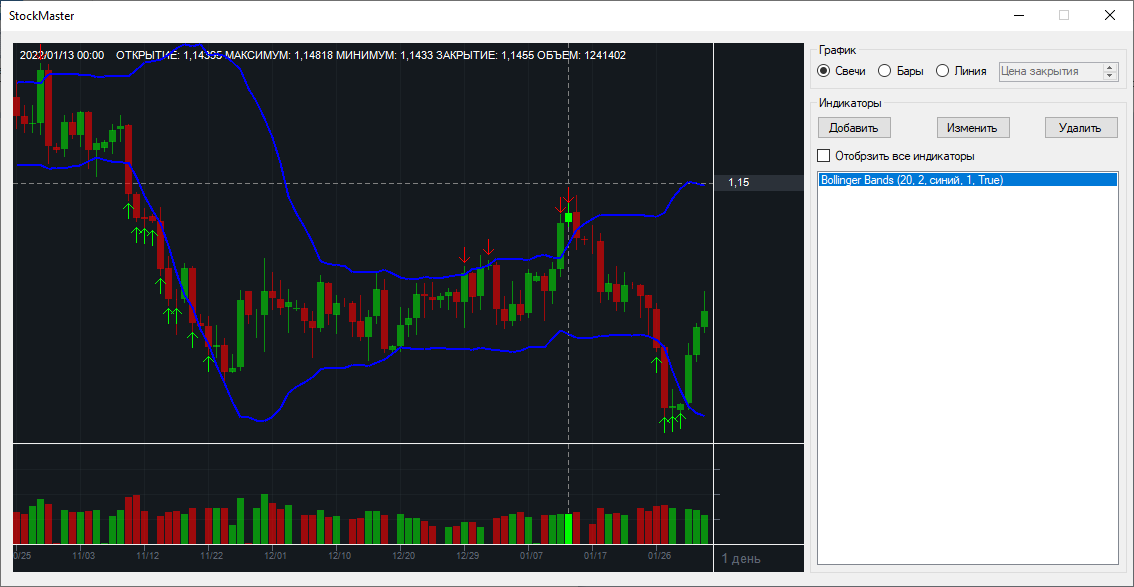 StockMaster
2022/01/13 00:00 ОТКРЫТИЕ: 1,14395 МАКСИМУМ: 1,14818 МИНИМУМ: 1,1433 ЗАКРЫТИЕ: 1,1455 ОБЪЕМ: 1241402
1,15
0/25 11/03 11/12 11/22 12/01 12/10 12/20 12/29 01/07 01/17 01/26
1 день
График
Свечи Бары Линия Цена закрытия
Индикаторы
Добавить Изменить Удалить
Отобрзить все индикаторы
Bollinger Bands (20, 2, синий, 1, True)